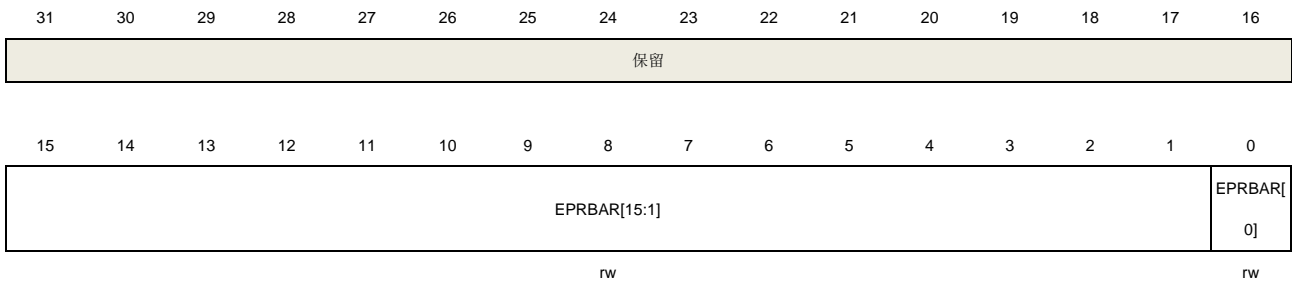 31 30 29 28 27 26 25 24 23 22 21 20 19 18 17 16
保留
15 14 13 12 11 10 9 8 7 6 5 4 3 2 1 0
EPRBAR[15:1]
EPRBAR[
0]
rw rw